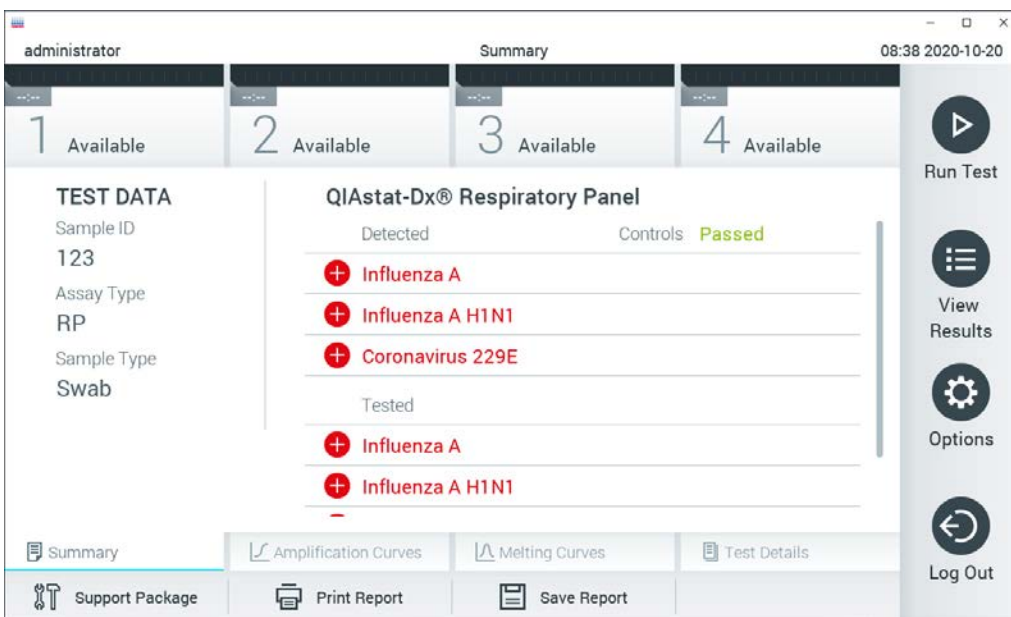 administrator Summary 08:38 2020-10-20
--:-- --:-- --:-- --:--
1 Available 2 Available 3 Available 4 Available
Run Test
TEST DATA
Sample ID
123
Assay Type
RP
Sample Type
Swab
QIAstat-Dx® Respiratory Panel
Detected Controls Passed
Influenza A
Influenza A H1N1
Coronavirus 229E
Tested
Influenza A
Influenza A H1N1
View
Results
Options
Log Out
Summary Amplification Curves Melting Curves Test Details
Support Package Print Report Save Report